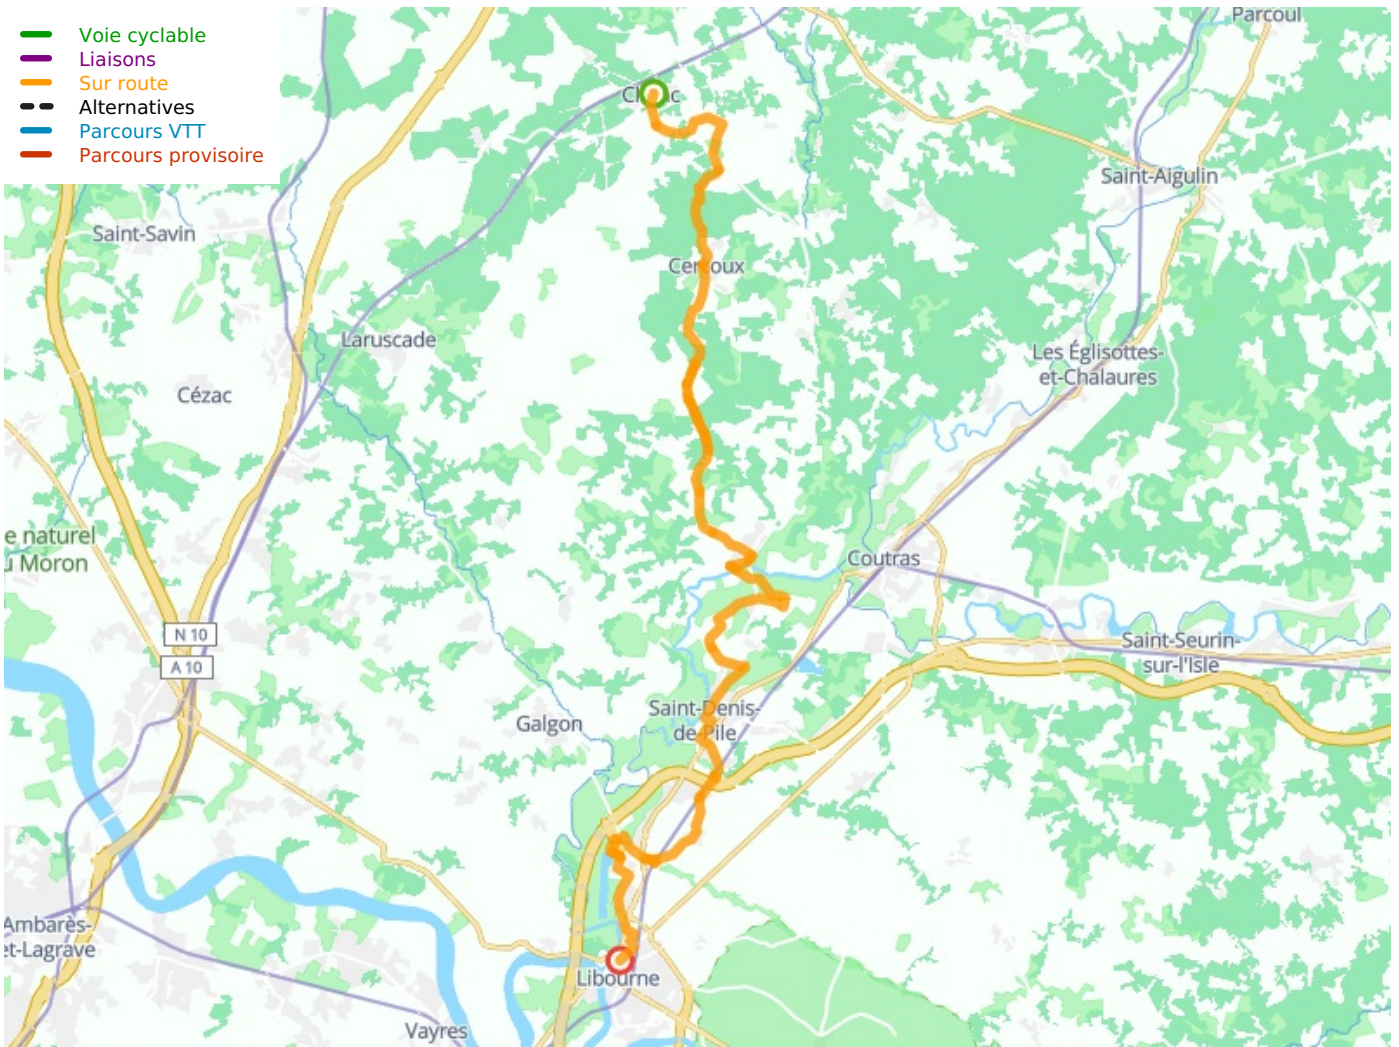 Voie cyclable
Liaisons
Sur route
Alternatives
Parcours VTT
Parcours provisoire
Parcoul
Saint-Aigulin
Saint-Savin
Laruscade
Les Églisottes-
et-Chalaures
Cézac
e naturel
u Moron
Coutras
N 10
A 10
Saint-Seurin-
sur-l'Isle
Saint-Denis-
de-Pile
Galgon
Ambarès-
et-Lagrave
Libourne
Vayres